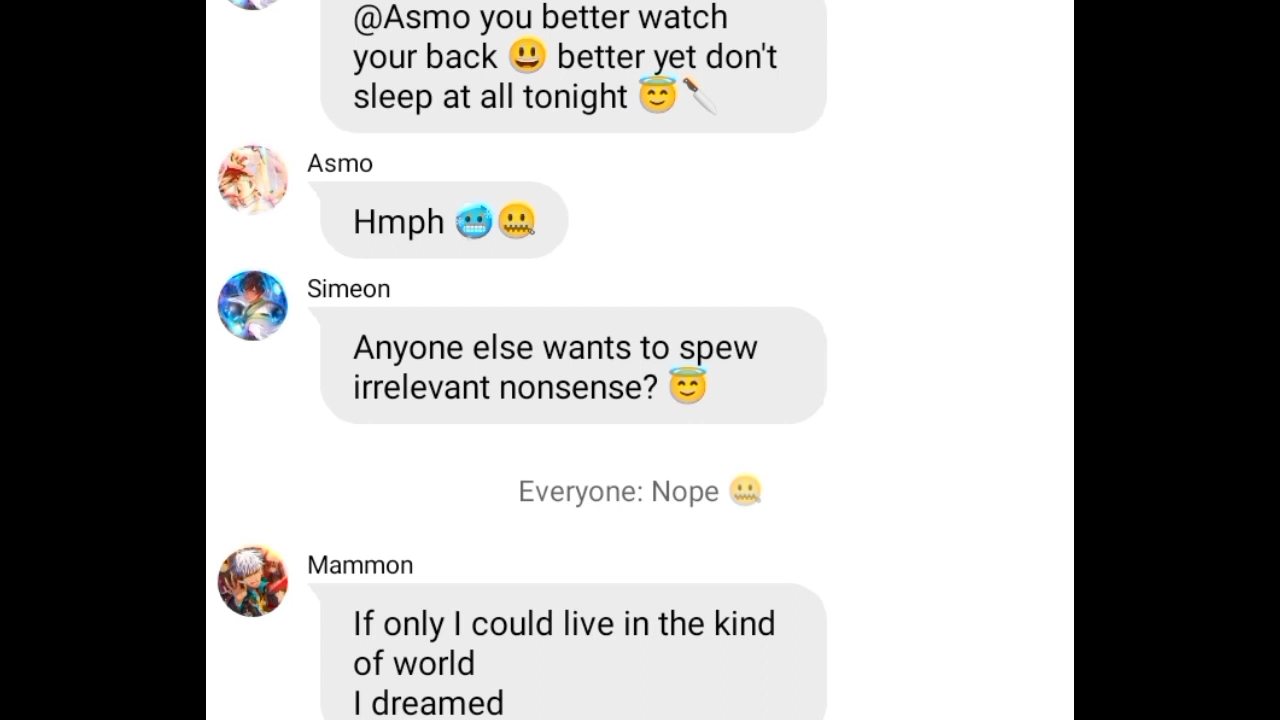 @Asmo you better watch
your back 😃 better yet don't
sleep at all tonight 😇🔪
Asmo
Hmph 🥶🤐
Simeon
Anyone else wants to spew
irrelevant nonsense? 😇
Everyone: Nope 🤐
Mammon
If only I could live in the kind
of world
I dreamed